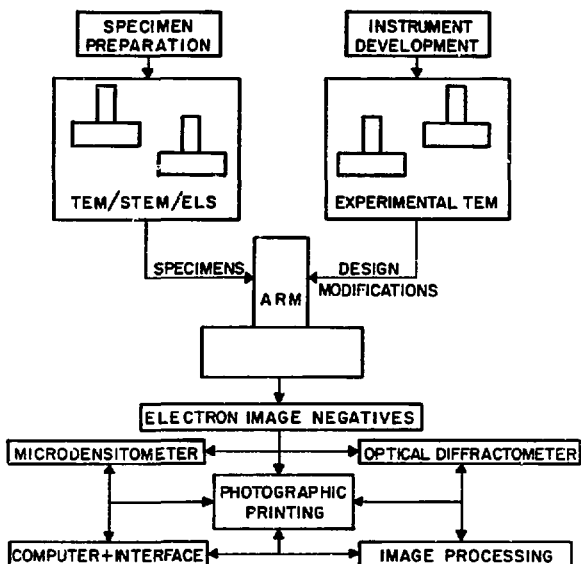 SPECIMEN
PREPARATION
INSTRUMENT
DEVELOPMENT
TEM/STEM/ELS
EXPERIMENTAL TEM
SPECIMENS
DESIGN
MODIFICATIONS
ARM
ELECTRON IMAGE NEGATIVES
MICRODENSITOMETER
OPTICAL DIFFRACTOMETER
PHOTOGRAPHIC
PRINTING
COMPUTER+INTERFACE
IMAGE PROCESSING